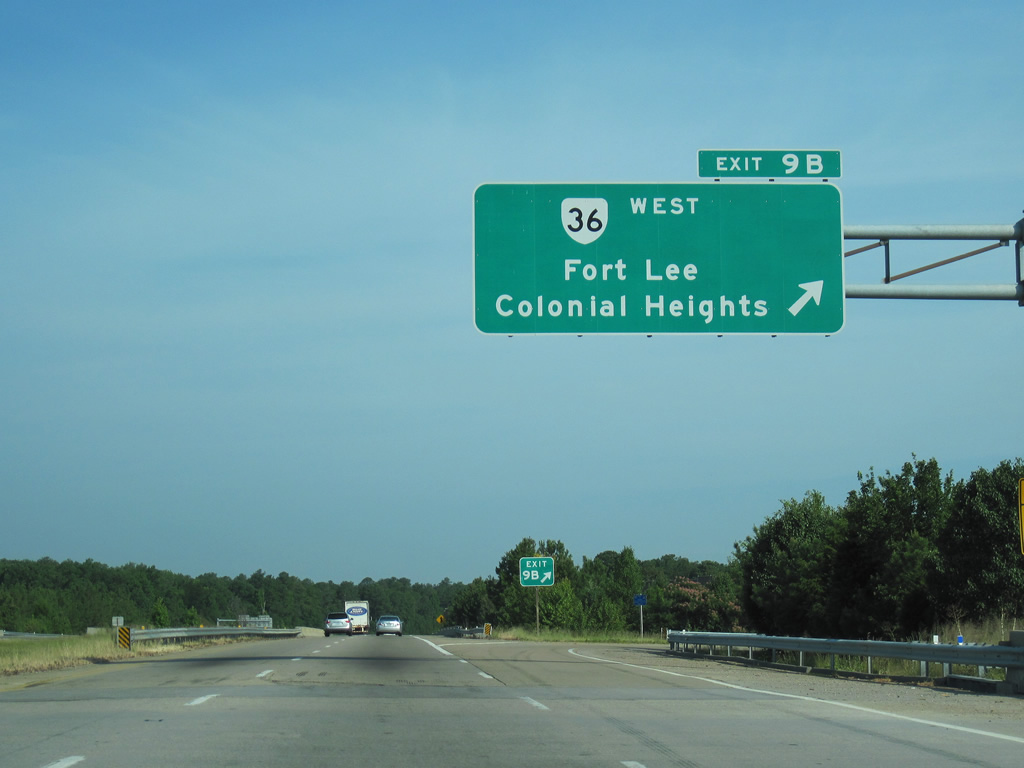 EXIT 9B
36 WEST
Fort Lee
Colonial Heights
EXIT
9B